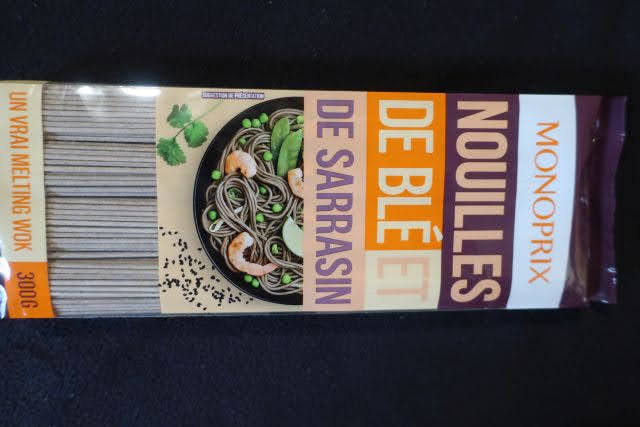 MONOPRIX
NOUILLES
DE BLÉ ET
DE SARRASIN
SUGGESTION DE PRÉSENTATION
UN VRAI MELTING WOK
300G